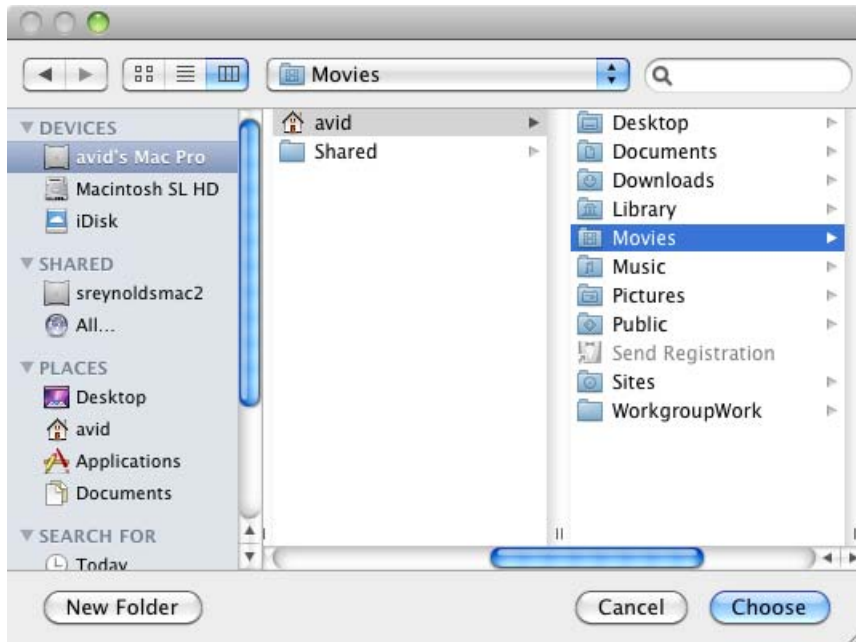 Movies
DEVICES
avid's Mac Pro
Macintosh SL HD
iDisk
SHARED
sreynoldsmac2
All...
PLACES
Desktop
avid
Applications
Documents
SEARCH FOR
Today
avid
Shared
Desktop
Documents
Downloads
Library
Movies
Music
Pictures
Public
Send Registration
Sites
WorkgroupWork
New Folder
Cancel
Choose